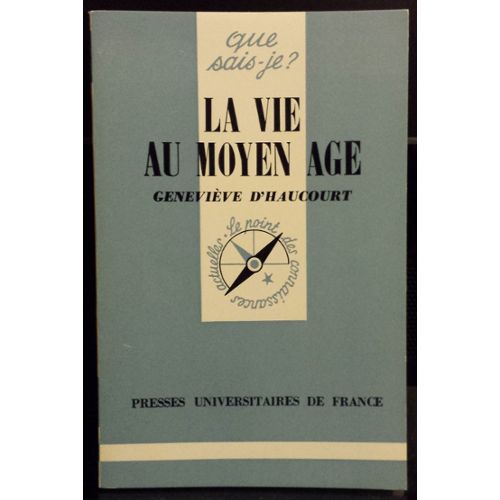 que
sais-je?
LA VIE
AU MOYEN AGE
GENEVIÈVE D'HAUCOURT
Le point des connaissances actuelles
PRESSES UNIVERSITAIRES DE FRANCE